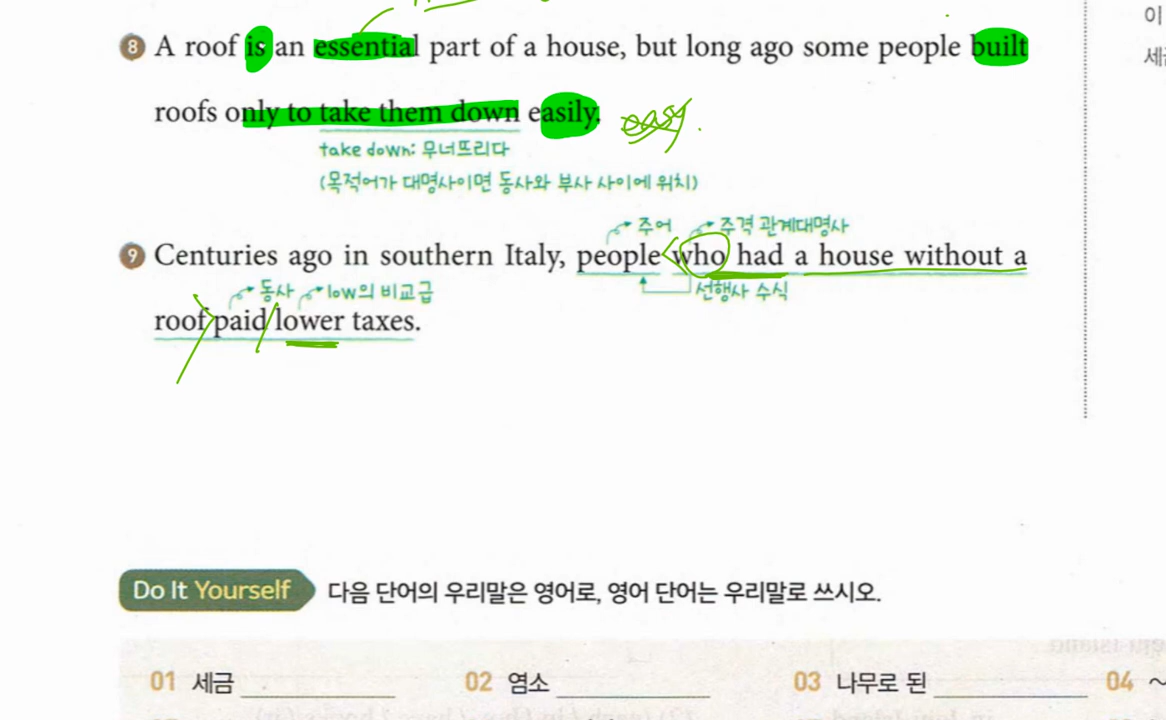 8 A roof is an essential part of a house, but long ago some people built
roofs only to take them down easily.
easy.
take down: 무너뜨리다
(목적어가 대명사이면 동사와 부사 사이에 위치)
주어 주격 관계대명사
9 Centuries ago in southern Italy, people who had a house without a
동사 low의 비교급 선행사 수식
roof paid lower taxes.
이
Do It Yourself 다음 단어의 우리말은 영어로, 영어 단어는 우리말로 쓰시오.
01 세금 02 염소 03 나무로 된 04 ~